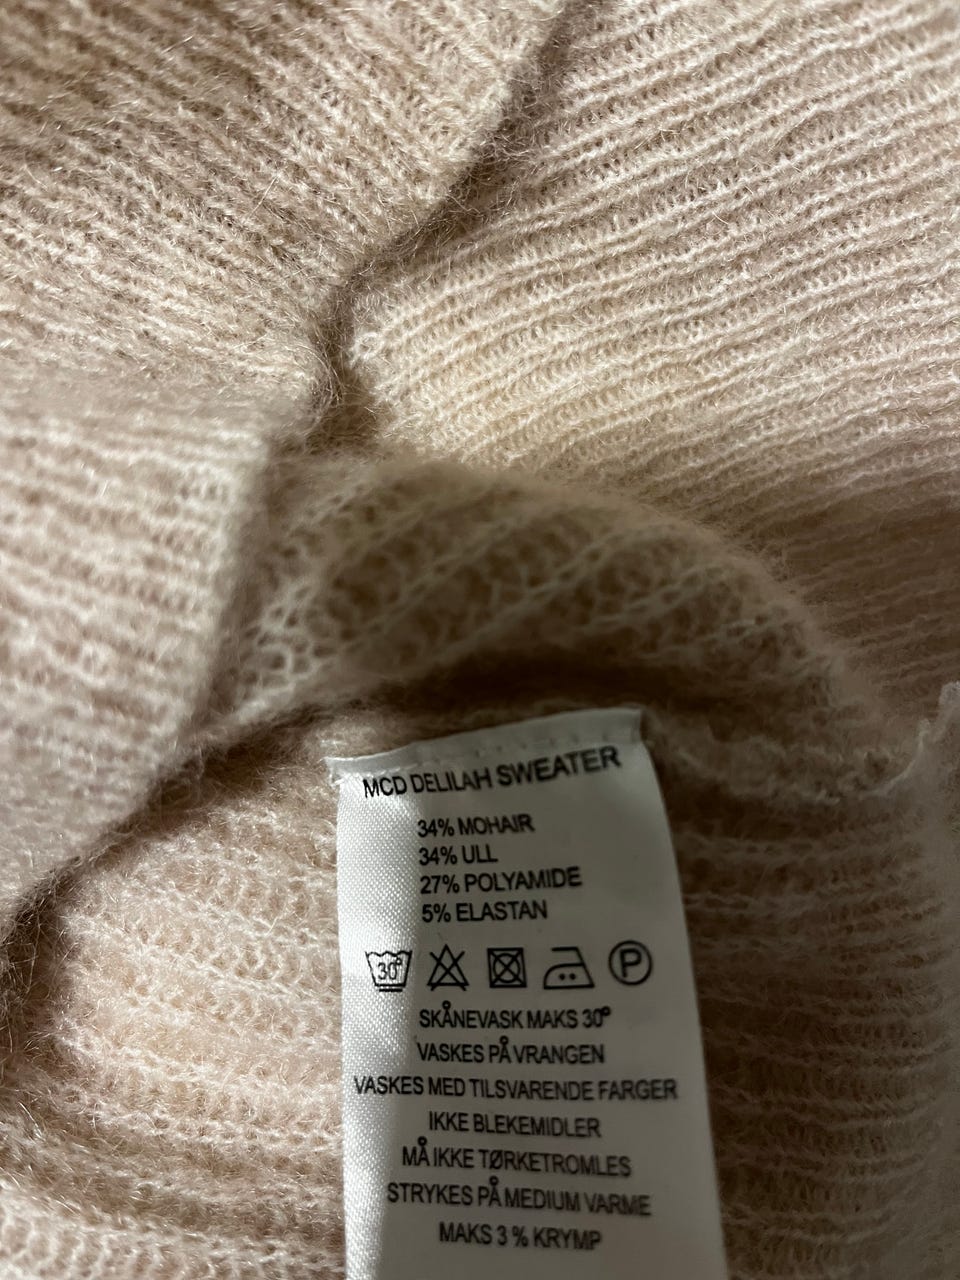 MCD DELILAH SWEATER
34% MOHAIR
34% ULL
27% POLYAMIDE
5% ELASTAN
30° P
SKÅNEVASK MAKS 30°
VASKES PÅ VRANGEN
VASKES MED TILSVARENDE FARGER
IKKE BLEKEMIDLER
MÅ IKKE TØRKETROMLES
STRYKES PÅ MEDIUM VARME
MAKS 3 % KRYMP